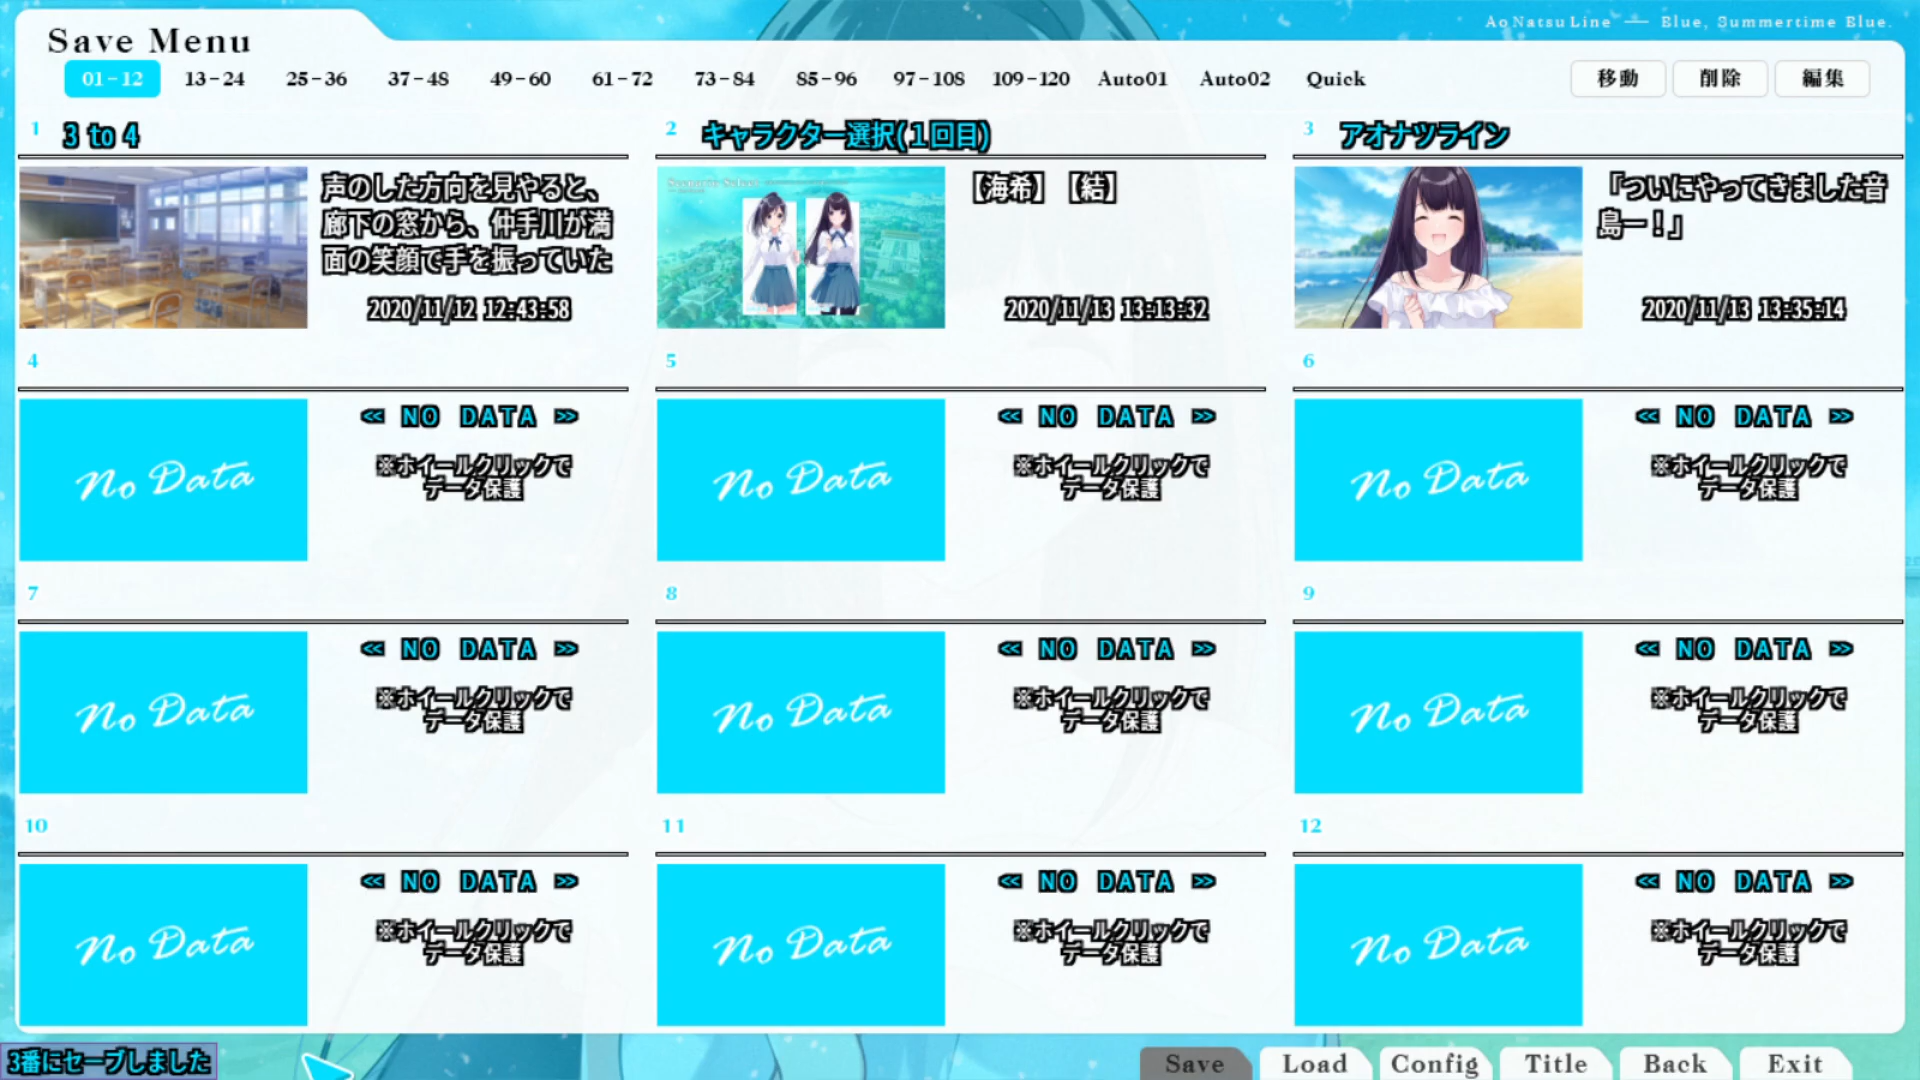 AoNatsuLine — Blue, Summertime Blue.
Save Menu
01-12 13-24 25-36 37-48 49-60 61-72 73-84 85-96 97-108 109-120 Auto01 Auto02 Quick 移動 削除 編集
1 3 to 4
声のした方向を見やると、
廊下の窓から、仲手川が満
面の笑顔で手を振っていた
2020/11/12 12:43:58
2 キャラクター選択(１回目)
【海希】【結】
2020/11/13 13:13:32
3 アオナツライン
『ついにやってきました音
島ー！』
2020/11/13 13:35:14
4
No Data
≪ NO DATA ≫
※ホイールクリックで
データ保護
5
No Data
≪ NO DATA ≫
※ホイールクリックで
データ保護
6
No Data
≪ NO DATA ≫
※ホイールクリックで
データ保護
7
No Data
≪ NO DATA ≫
※ホイールクリックで
データ保護
8
No Data
≪ NO DATA ≫
※ホイールクリックで
データ保護
9
No Data
≪ NO DATA ≫
※ホイールクリックで
データ保護
10
No Data
≪ NO DATA ≫
※ホイールクリックで
データ保護
11
No Data
≪ NO DATA ≫
※ホイールクリックで
データ保護
12
No Data
≪ NO DATA ≫
※ホイールクリックで
データ保護
3番にセーブしました
Save Load Config Title Back Exit